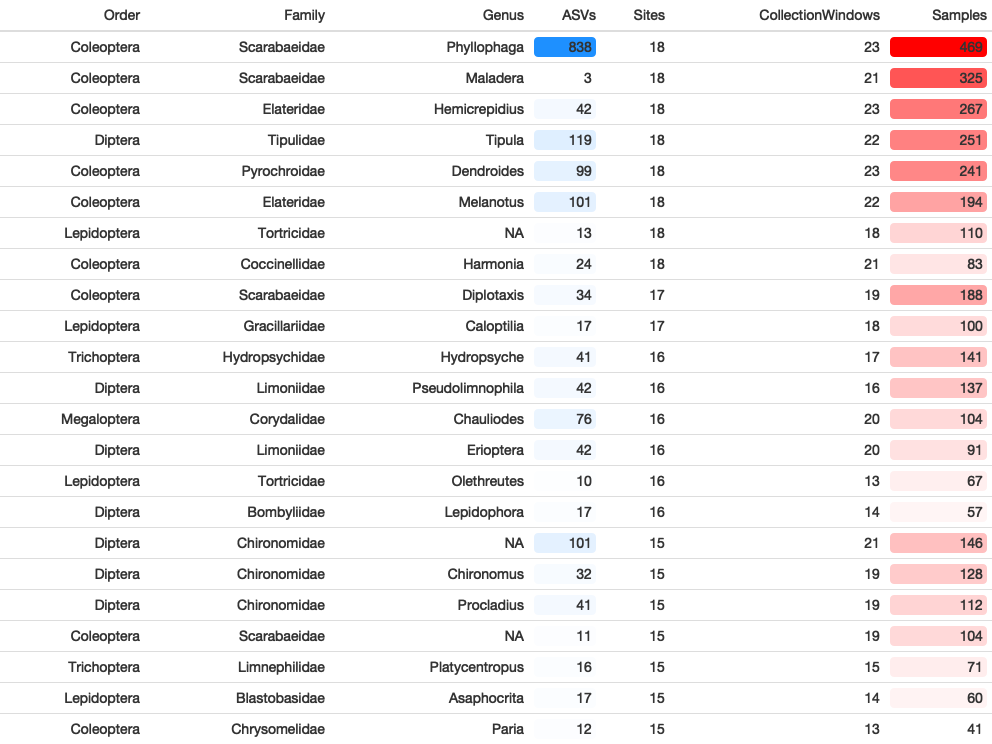 Order Family Genus ASVs Sites CollectionWindows Samples
Coleoptera Scarabaeidae Phyllophaga 838 18 23 469
Coleoptera Scarabaeidae Maladera 3 18 21 325
Coleoptera Elateridae Hemicrepidius 42 18 23 267
Diptera Tipulidae Tipula 119 18 22 251
Coleoptera Pyrochroidae Dendroides 99 18 23 241
Coleoptera Elateridae Melanotus 101 18 22 194
Lepidoptera Tortricidae NA 13 18 18 110
Coleoptera Coccinellidae Harmonia 24 18 21 83
Coleoptera Scarabaeidae Diplotaxis 34 17 19 188
Lepidoptera Gracillariidae Caloptilia 17 17 18 100
Trichoptera Hydropsychidae Hydropsyche 41 16 17 141
Diptera Limoniidae Pseudolimnophila 42 16 16 137
Megaloptera Corydalidae Chauliodes 76 16 20 104
Diptera Limoniidae Erioptera 42 16 20 91
Lepidoptera Tortricidae Olethreutes 10 16 13 67
Diptera Bombyliidae Lepidophora 17 16 14 57
Diptera Chironomidae NA 101 15 21 146
Diptera Chironomidae Chironomus 32 15 19 128
Diptera Chironomidae Procladius 41 15 19 112
Coleoptera Scarabaeidae NA 11 15 19 104
Trichoptera Limnephilidae Platycentropus 16 15 15 71
Lepidoptera Blastobasidae Asaphocrita 17 15 14 60
Coleoptera Chrysomelidae Paria 12 15 13 41